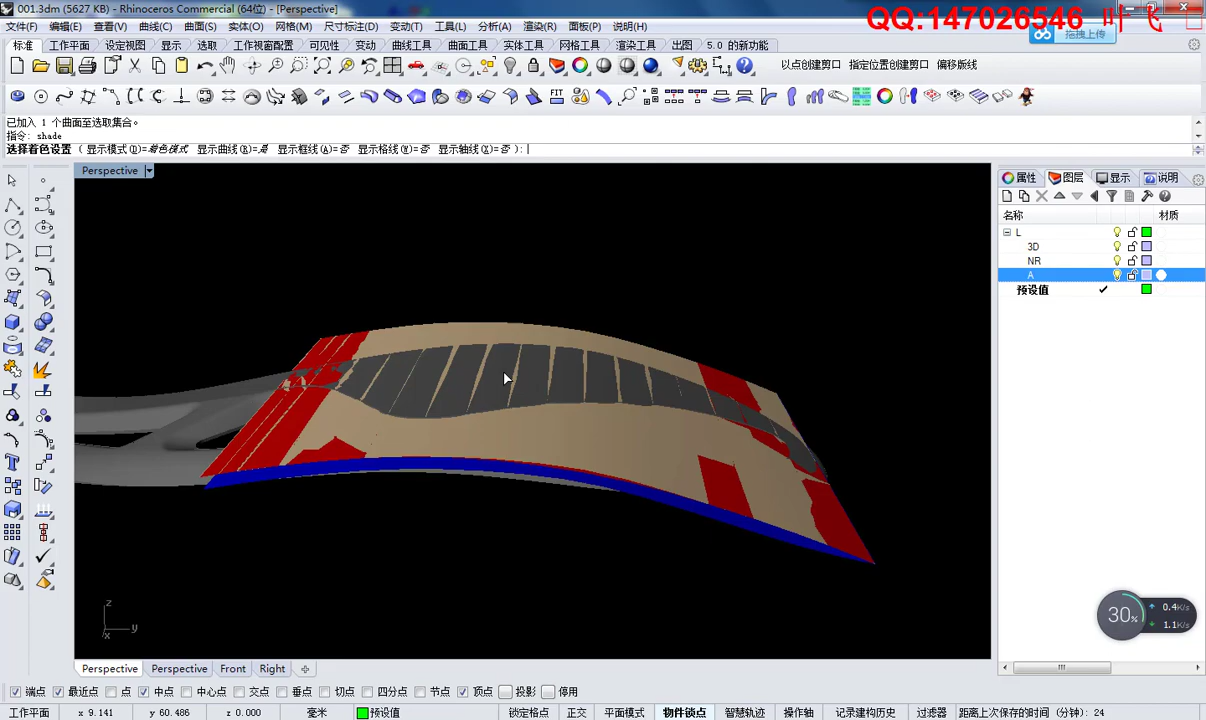 001.3dm (5627 KB) - Rhinoceros Commercial (64位) - [Perspective]
QQ:147026546 叶飞
文件(F) 编辑(E) 查看(V) 曲线(C) 曲面(S) 实体(O) 网格(M) 尺寸标注(D) 变动(T) 工具(L) 分析(A) 渲染(R) 面板(P) 说明(H)
拖拽上传
标准 工作平面 设定视图 显示 选取 工作视窗配置 可见性 变动 曲线工具 曲面工具 实体工具 网格工具 渲染工具 出图 5.0 的新功能
以点创建剪口 指定位置创建剪口 偏移版线
FIT
已加入 1 个曲面至选取集合。
指令: shade
选择着色设置 ( 显示模式(D)=着色模式 显示曲线(R)=是 显示框线(A)=否 显示格线(W)=否 显示轴线(X)=否 ):
Perspective
属性 图层 显示 说明
名称 材质
L
3D
NR
A
预设值
30%
0.4K/s
1.1K/s
z
y
x
Perspective Perspective Front Right
端点 最近点 点 中点 中心点 交点 垂点 切点 四分点 节点 顶点 投影 停用
工作平面 x 9.141 y 60.486 z 0.000 毫米 预设值 锁定格点 正交 平面模式 物件锁点 智慧轨迹 操作轴 记录建构历史 过滤器 距离上次保存的时间 (分钟): 24